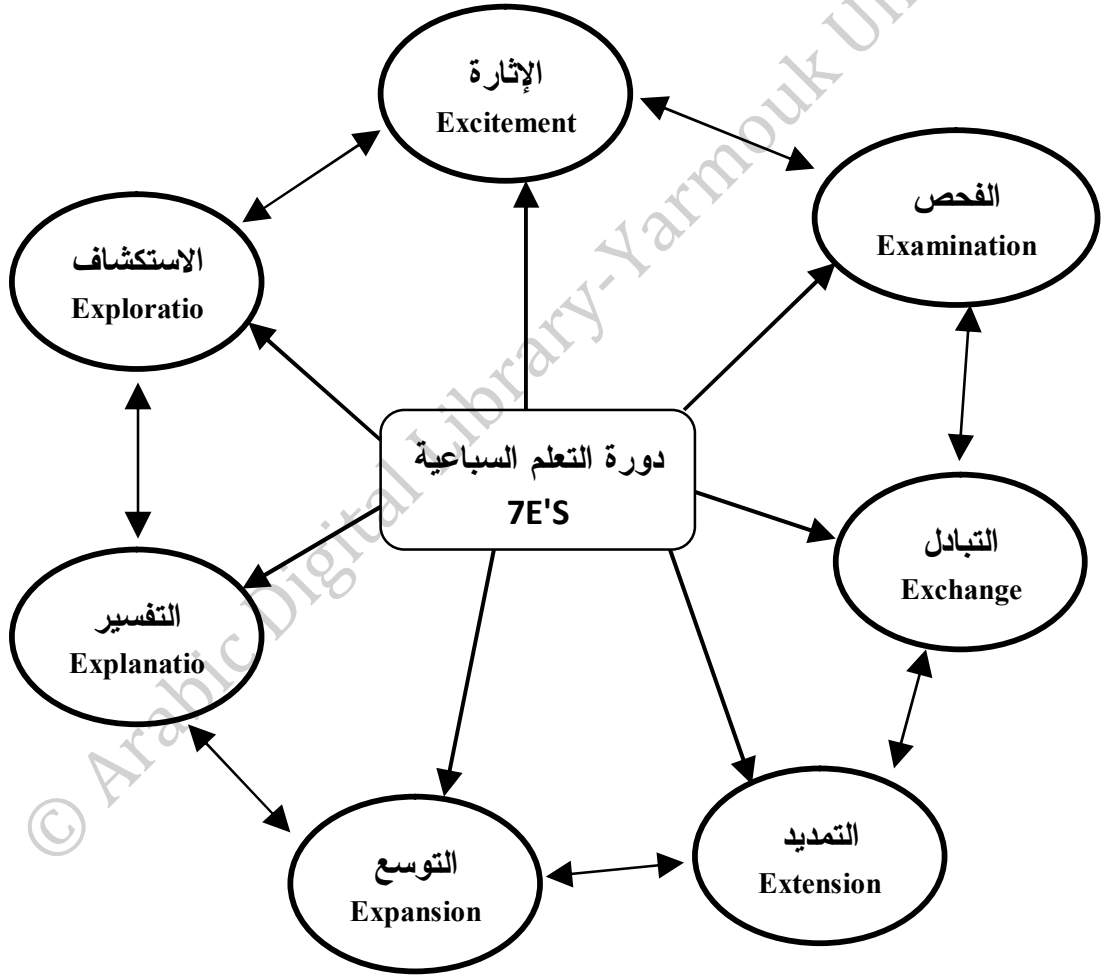 الإثارة
Excitement
الفحص
Examination
الاستكشاف
Exploratio
دورة التعلم السباعية
7E'S
التبادل
Exchange
التفسير
Explanatio
التمديد
Extension
التوسع
Expansion
© Arabic Digital Library-Yarmouk Un